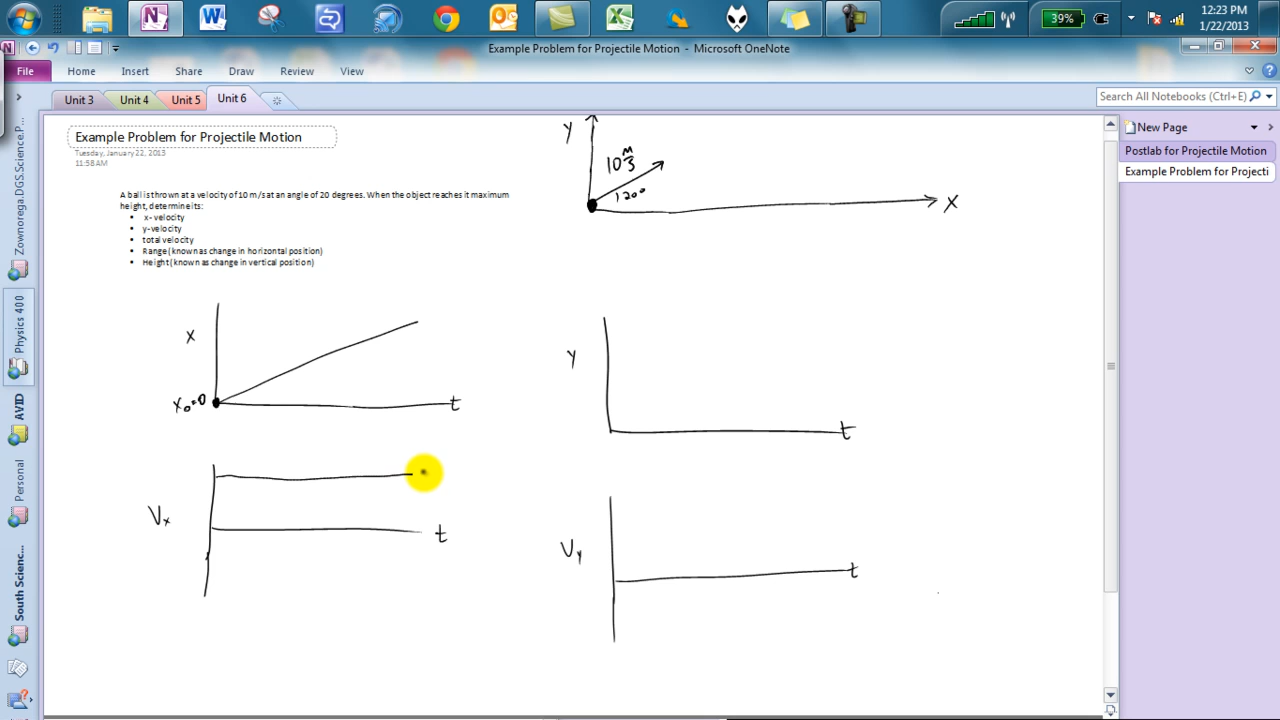 39%
12:23 PM
1/22/2013
Example Problem for Projectile Motion - Microsoft OneNote
File Home Insert Share Draw Review View
Unit 3 Unit 4 Unit 5 Unit 6
Search All Notebooks (Ctrl+E)
New Page
Postlab for Projectile Motion
Example Problem for Projecti
Zownorega.DGS.Science.P...
Physics 400
AVID
Personal
South Scienc...
Example Problem for Projectile Motion
Tuesday, January 22, 2013
11:58 AM
A ball is thrown at a velocity of 10 m/s at an angle of 20 degrees. When the object reaches it maximum
height, determine its:
• x- velocity
• y-velocity
• total velocity
• Range (known as change in horizontal position)
• Height (known as change in vertical position)
Y
10 m/s
20°
X
X
X₀=0
t
Y
t
Vx
t
Vy
t